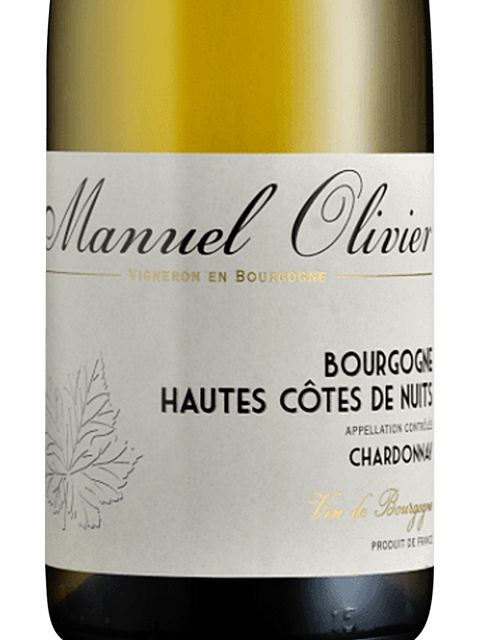 Manuel Olivier
VIGNERON EN BOURGOGNE
BOURGOGNE
HAUTES CÔTES DE NUITS
APPELLATION CONTRÔLÉE
CHARDONNAY
Vin de Bourgogne
PRODUIT DE FRANCE
15